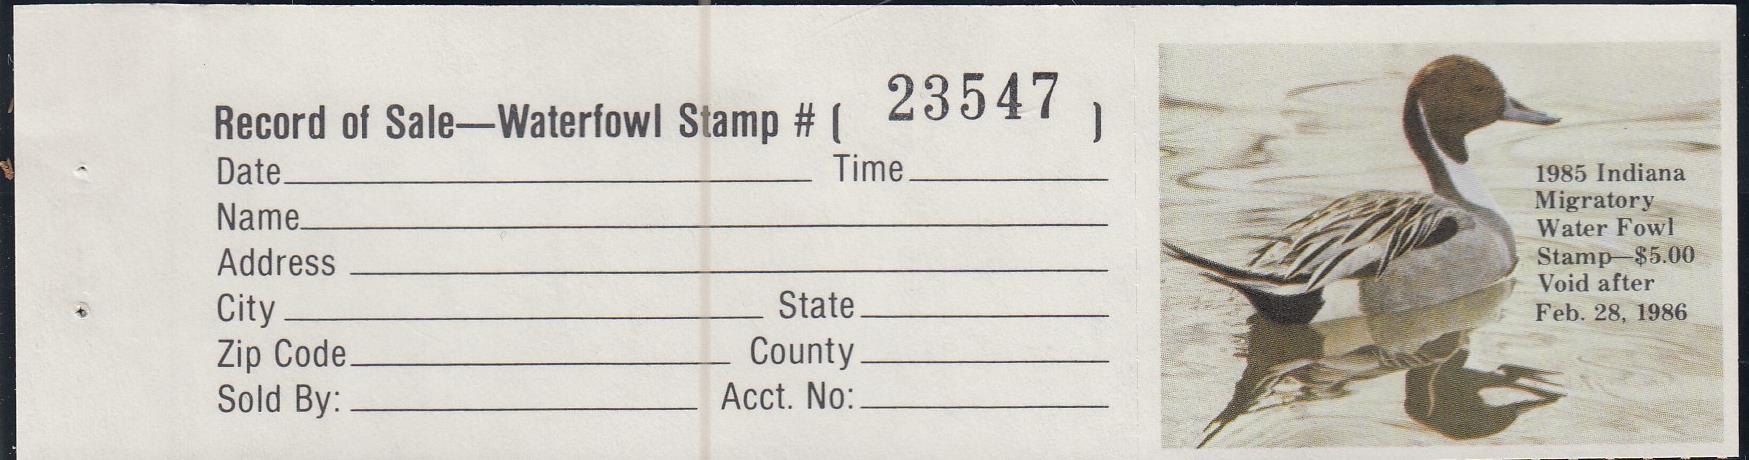 Record of Sale—Waterfowl Stamp # ( 23547 )
Date Time
Name
Address
City State
Zip Code County
Sold By: Acct. No:
1985 Indiana
Migratory
Water Fowl
Stamp—$5.00
Void after
Feb. 28, 1986